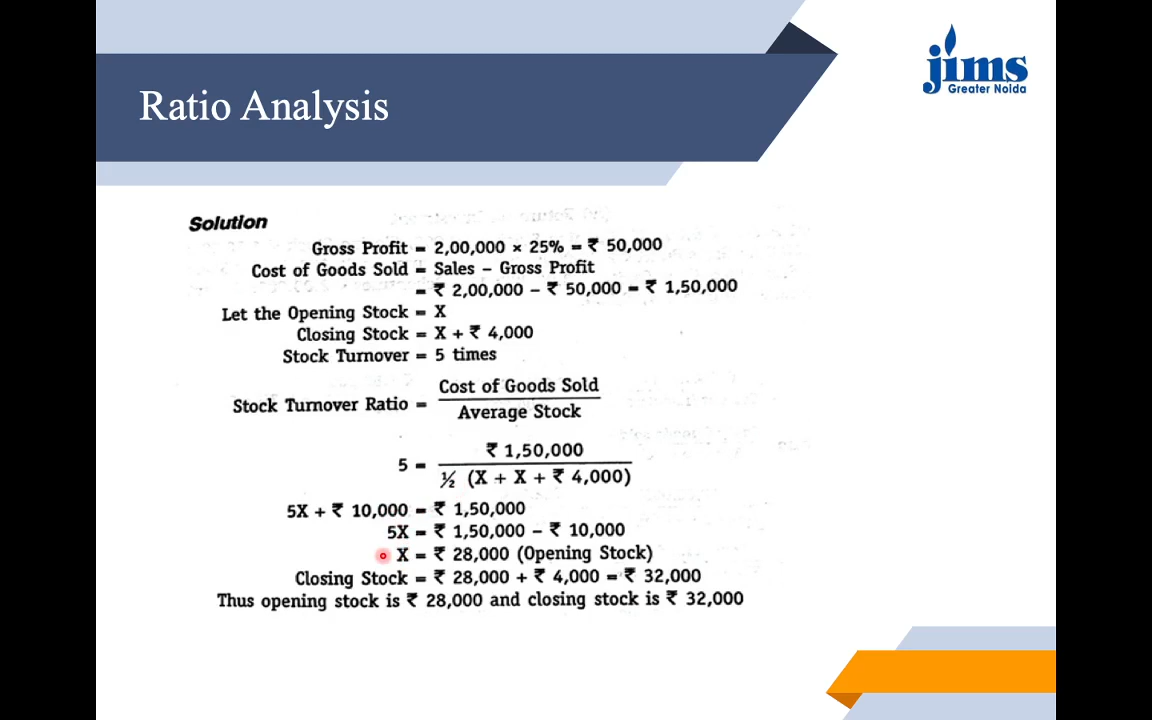 jims
Greater Noida
Ratio Analysis
Solution
Gross Profit = 2,00,000 × 25% = ₹ 50,000
Cost of Goods Sold = Sales – Gross Profit
= ₹ 2,00,000 – ₹ 50,000 = ₹ 1,50,000
Let the Opening Stock = X
Closing Stock = X + ₹ 4,000
Stock Turnover = 5 times
Stock Turnover Ratio = Cost of Goods Sold
Average Stock
5 = ₹ 1,50,000
½ (X + X + ₹ 4,000)
5X + ₹ 10,000 = ₹ 1,50,000
5X = ₹ 1,50,000 – ₹ 10,000
X = ₹ 28,000 (Opening Stock)
Closing Stock = ₹ 28,000 + ₹ 4,000 = ₹ 32,000
Thus opening stock is ₹ 28,000 and closing stock is ₹ 32,000